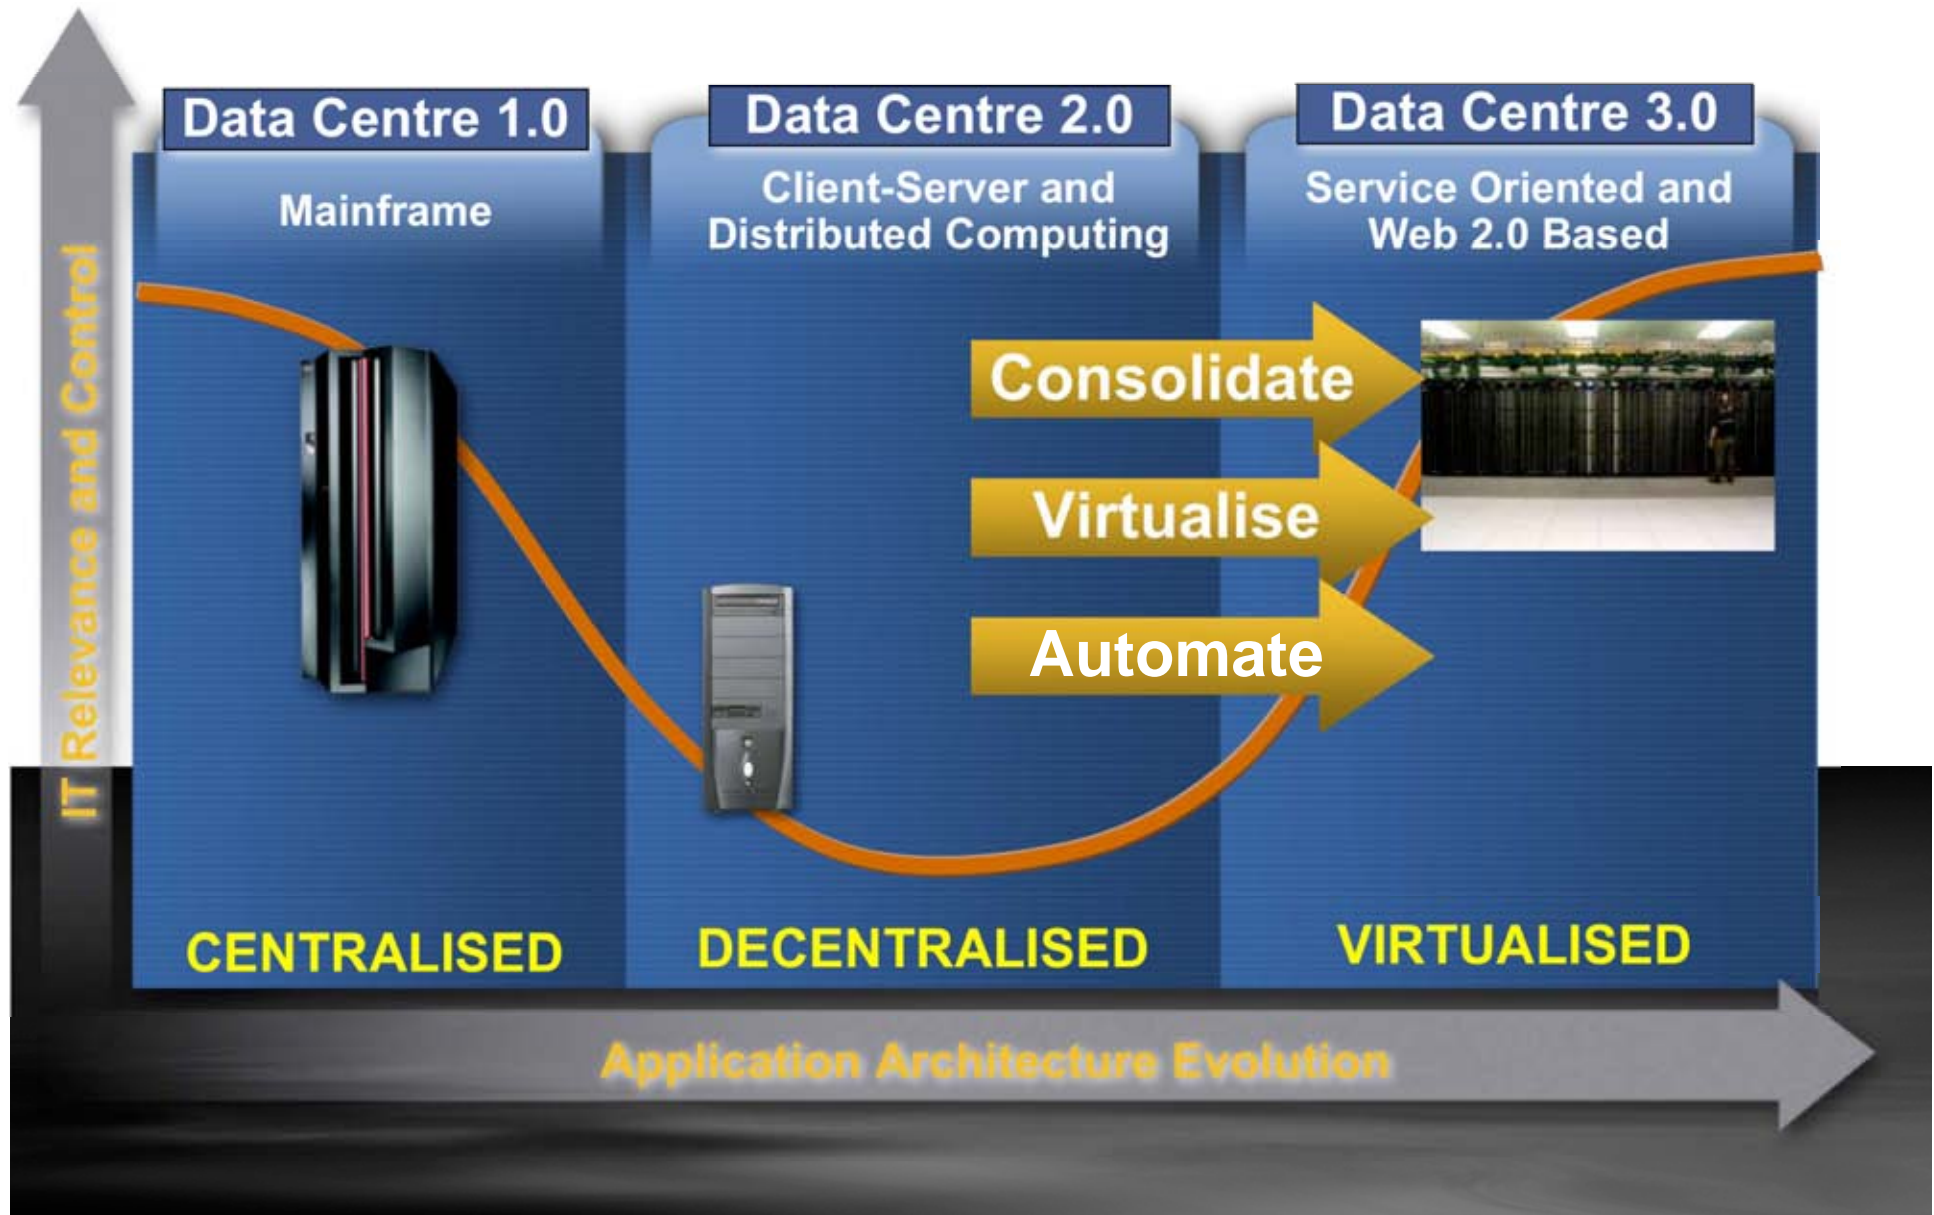 Data Centre 1.0
Mainframe
CENTRALISED
Data Centre 2.0
Client-Server and
Distributed Computing
DECENTRALISED
Data Centre 3.0
Service Oriented and
Web 2.0 Based
Consolidate
Virtualise
Automate
VIRTUALISED
IT Relevance and Control
Application Architecture Evolution